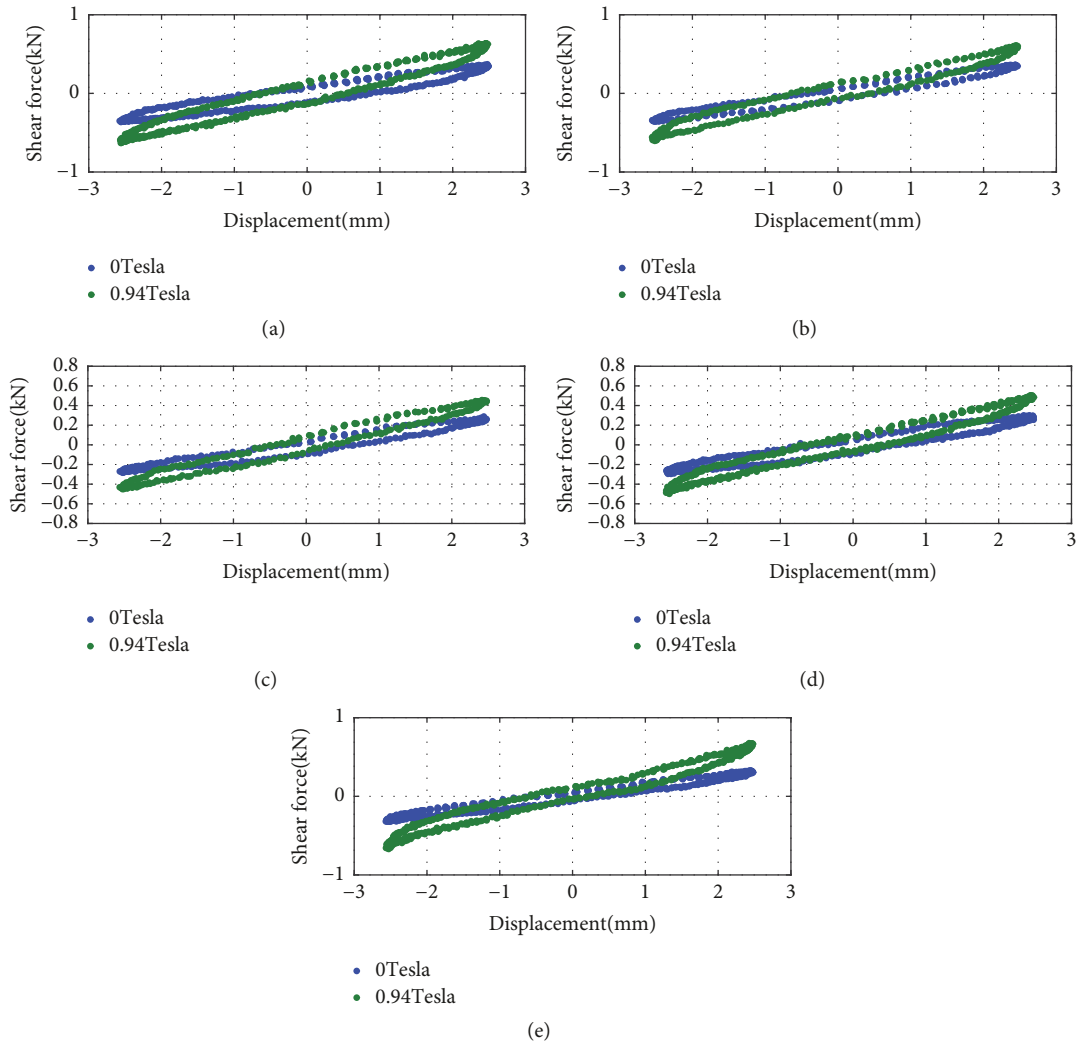 Shear force(kN)
1
0
−1
−3 −2 −1 0 1 2 3
Displacement(mm)
0Tesla
0.94Tesla
(a)
Shear force(kN)
1
0
−1
−3 −2 −1 0 1 2 3
Displacement(mm)
0Tesla
0.94Tesla
(b)
Shear force(kN)
0.8
0.6
0.4
0.2
0
−0.2
−0.4
−0.6
−0.8
−3 −2 −1 0 1 2 3
Displacement(mm)
0Tesla
0.94Tesla
(c)
Shear force(kN)
0.8
0.6
0.4
0.2
0
−0.2
−0.4
−0.6
−0.8
−3 −2 −1 0 1 2 3
Displacement(mm)
0Tesla
0.94Tesla
(d)
Shear force(kN)
1
0
−1
−3 −2 −1 0 1 2 3
Displacement(mm)
0Tesla
0.94Tesla
(e)